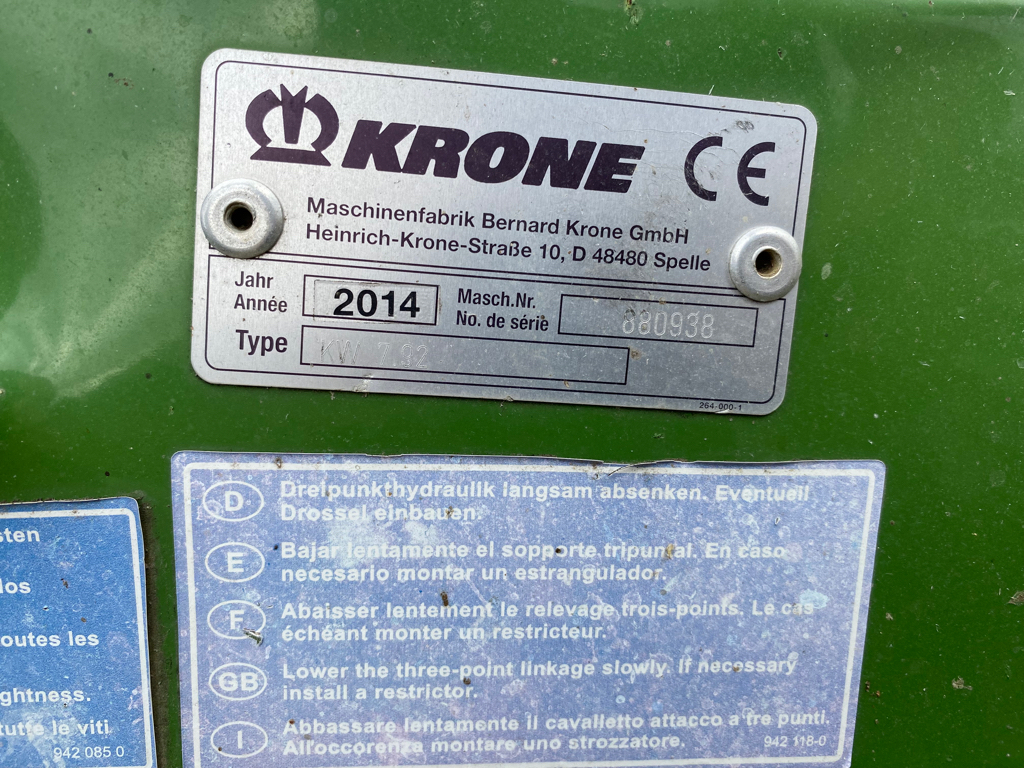 KRONE CE
Maschinenfabrik Bernard Krone GmbH
Heinrich-Krone-Straße 10, D 48480 Spelle
Jahr
Année
2014
Masch.Nr.
No. de série
880938
Type
KW 7.92
264-000-1
D
Dreipunkthydraulik langsam absenken. Eventuell
Drossel einbauen.
E
Bajar lentamente el sopporte tripuntal. En caso
necesario montar un estrangulador.
F
Abaisser lentement le relevage trois-points. Le cas
échéant monter un restricteur.
GB
Lower the three-point linkage slowly. If necessary
install a restrictor.
I
Abbassare lentamente il cavalletto attacco a tre punti.
All'occorenza montare uno strozzatore.
942 118-0
sten
los
outes les
ghtness.
tutte le viti.
942 085 0